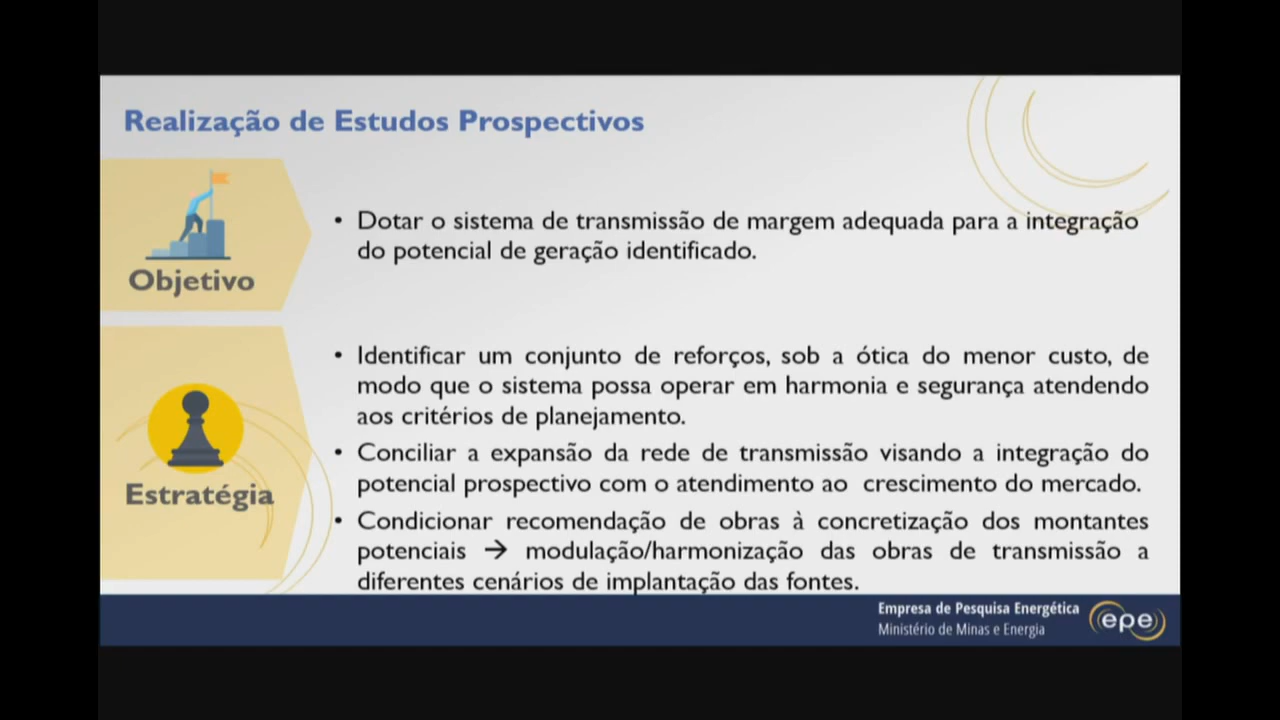 Realização de Estudos Prospectivos
Objetivo
• Dotar o sistema de transmissão de margem adequada para a integração
do potencial de geração identificado.
Estratégia
• Identificar um conjunto de reforços, sob a ótica do menor custo, de
modo que o sistema possa operar em harmonia e segurança atendendo
aos critérios de planejamento.
• Conciliar a expansão da rede de transmissão visando a integração do
potencial prospectivo com o atendimento ao crescimento do mercado.
• Condicionar recomendação de obras à concretização dos montantes
potenciais → modulação/harmonização das obras de transmissão a
diferentes cenários de implantação das fontes.
Empresa de Pesquisa Energética
Ministério de Minas e Energia
epe